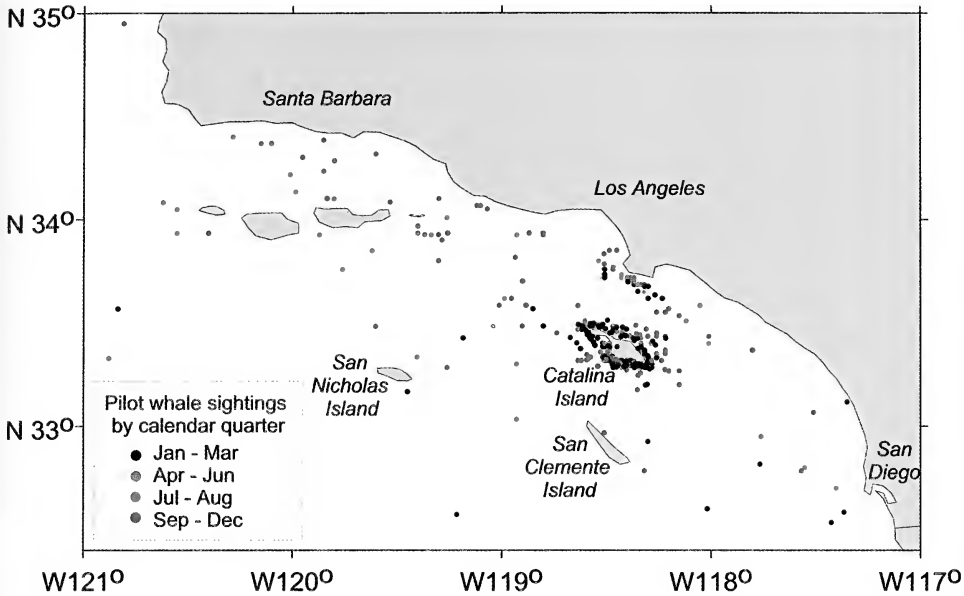 N 35°
Santa Barbara
Los Angeles
N 34°
San
Nicholas
Island
Catalina
Island
Pilot whale sightings
by calendar quarter
Jan - Mar
Apr - Jun
Jul - Aug
Sep - Dec
N 33°
San
Clemente
Island
San
Diego
W121° W120° W119° W118° W117°